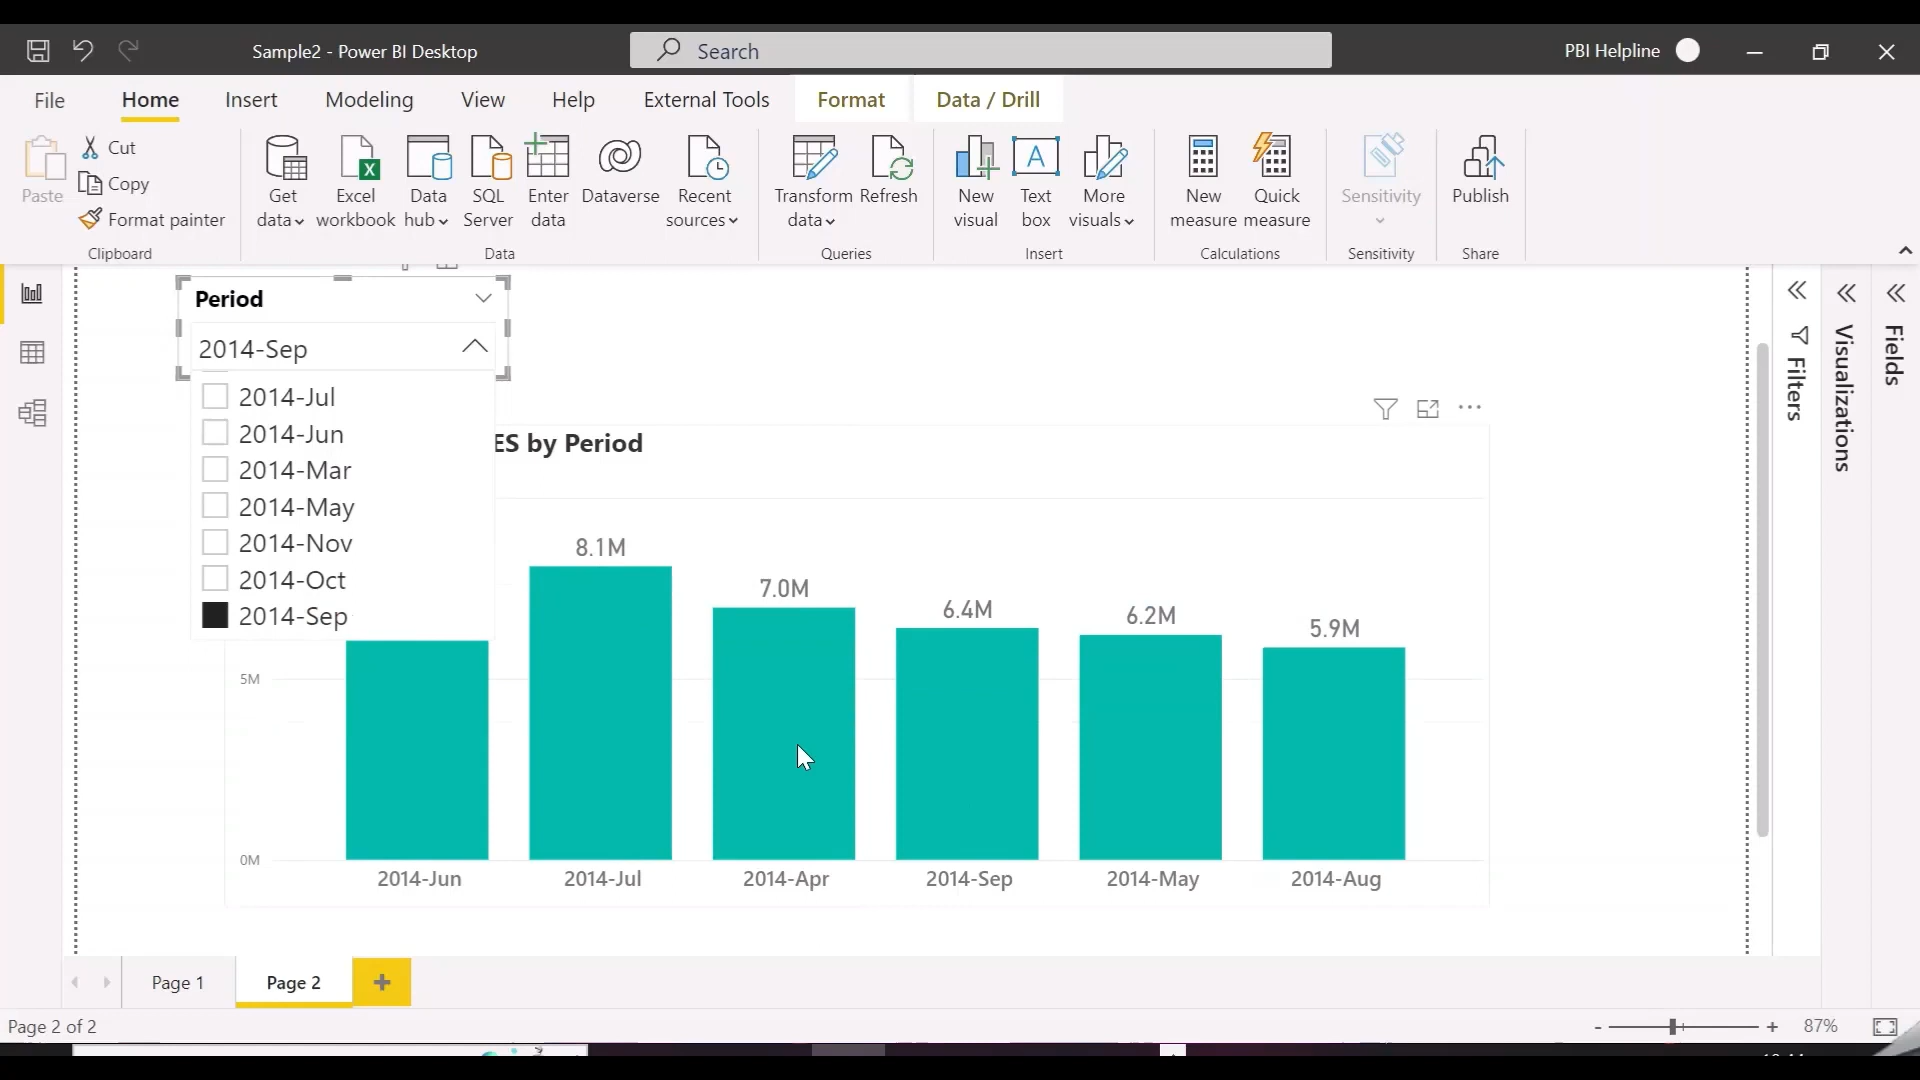 Sample2 - Power BI Desktop
Search
PBI Helpline
File
Home
Insert
Modeling
View
Help
External Tools
Format
Data / Drill
Paste
Cut
Copy
Format painter
Clipboard
Get
data
Excel
workbook
Data
hub
SQL
Server
Enter
data
Dataverse
Recent
sources
Data
Transform
data
Refresh
Queries
New
visual
Text
box
More
visuals
Insert
New
measure
Quick
measure
Calculations
Sensitivity
Sensitivity
Publish
Share
Period
2014-Sep
2014-Jul
2014-Jun
2014-Mar
2014-May
2014-Nov
2014-Oct
2014-Sep
ES by Period
8.1M
7.0M
6.4M
6.2M
5.9M
5M
0M
2014-Jun
2014-Jul
2014-Apr
2014-Sep
2014-May
2014-Aug
Filters
Visualizations
Fields
Page 1
Page 2
Page 2 of 2
- + 87%